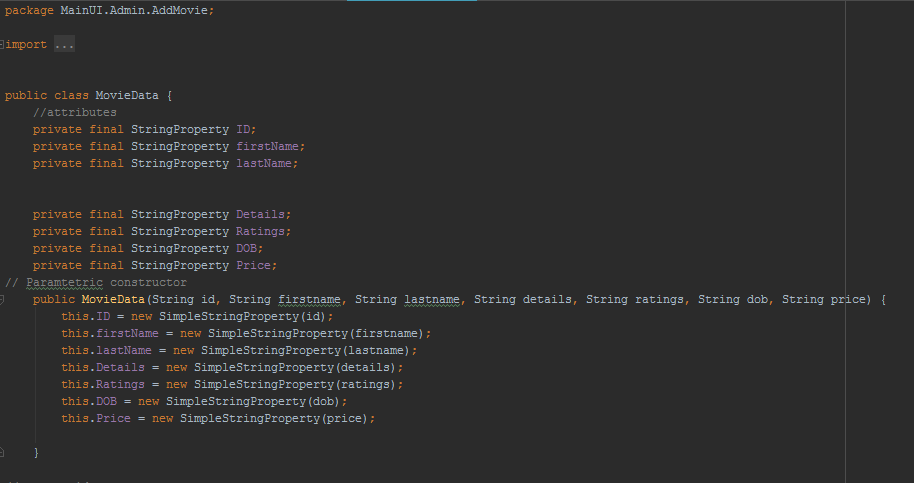 package MainUI.Admin.AddMovie;
import ...
public class MovieData {
//attributes
private final StringProperty ID;
private final StringProperty firstName;
private final StringProperty lastName;
private final StringProperty Details;
private final StringProperty Ratings;
private final StringProperty DOB;
private final StringProperty Price;
// Paramtetric constructor
public MovieData(String id, String firstname, String lastname, String details, String ratings, String dob, String price) {
this.ID = new SimpleStringProperty(id);
this.firstName = new SimpleStringProperty(firstname);
this.lastName = new SimpleStringProperty(lastname);
this.Details = new SimpleStringProperty(details);
this.Ratings = new SimpleStringProperty(ratings);
this.DOB = new SimpleStringProperty(dob);
this.Price = new SimpleStringProperty(price);
}